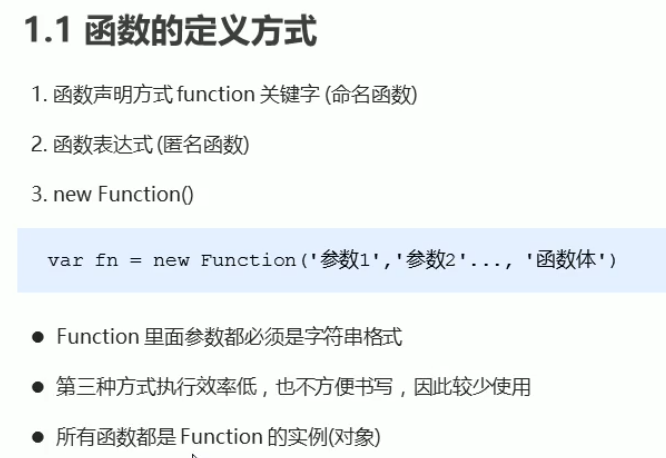 1.1 函数的定义方式
1. 函数声明方式 function 关键字 (命名函数)
2. 函数表达式 (匿名函数)
3. new Function()
var fn = new Function('参数1','参数2'..., '函数体')
● Function 里面参数都必须是字符串格式
● 第三种方式执行效率低，也不方便书写，因此较少使用
● 所有函数都是 Function 的实例(对象)